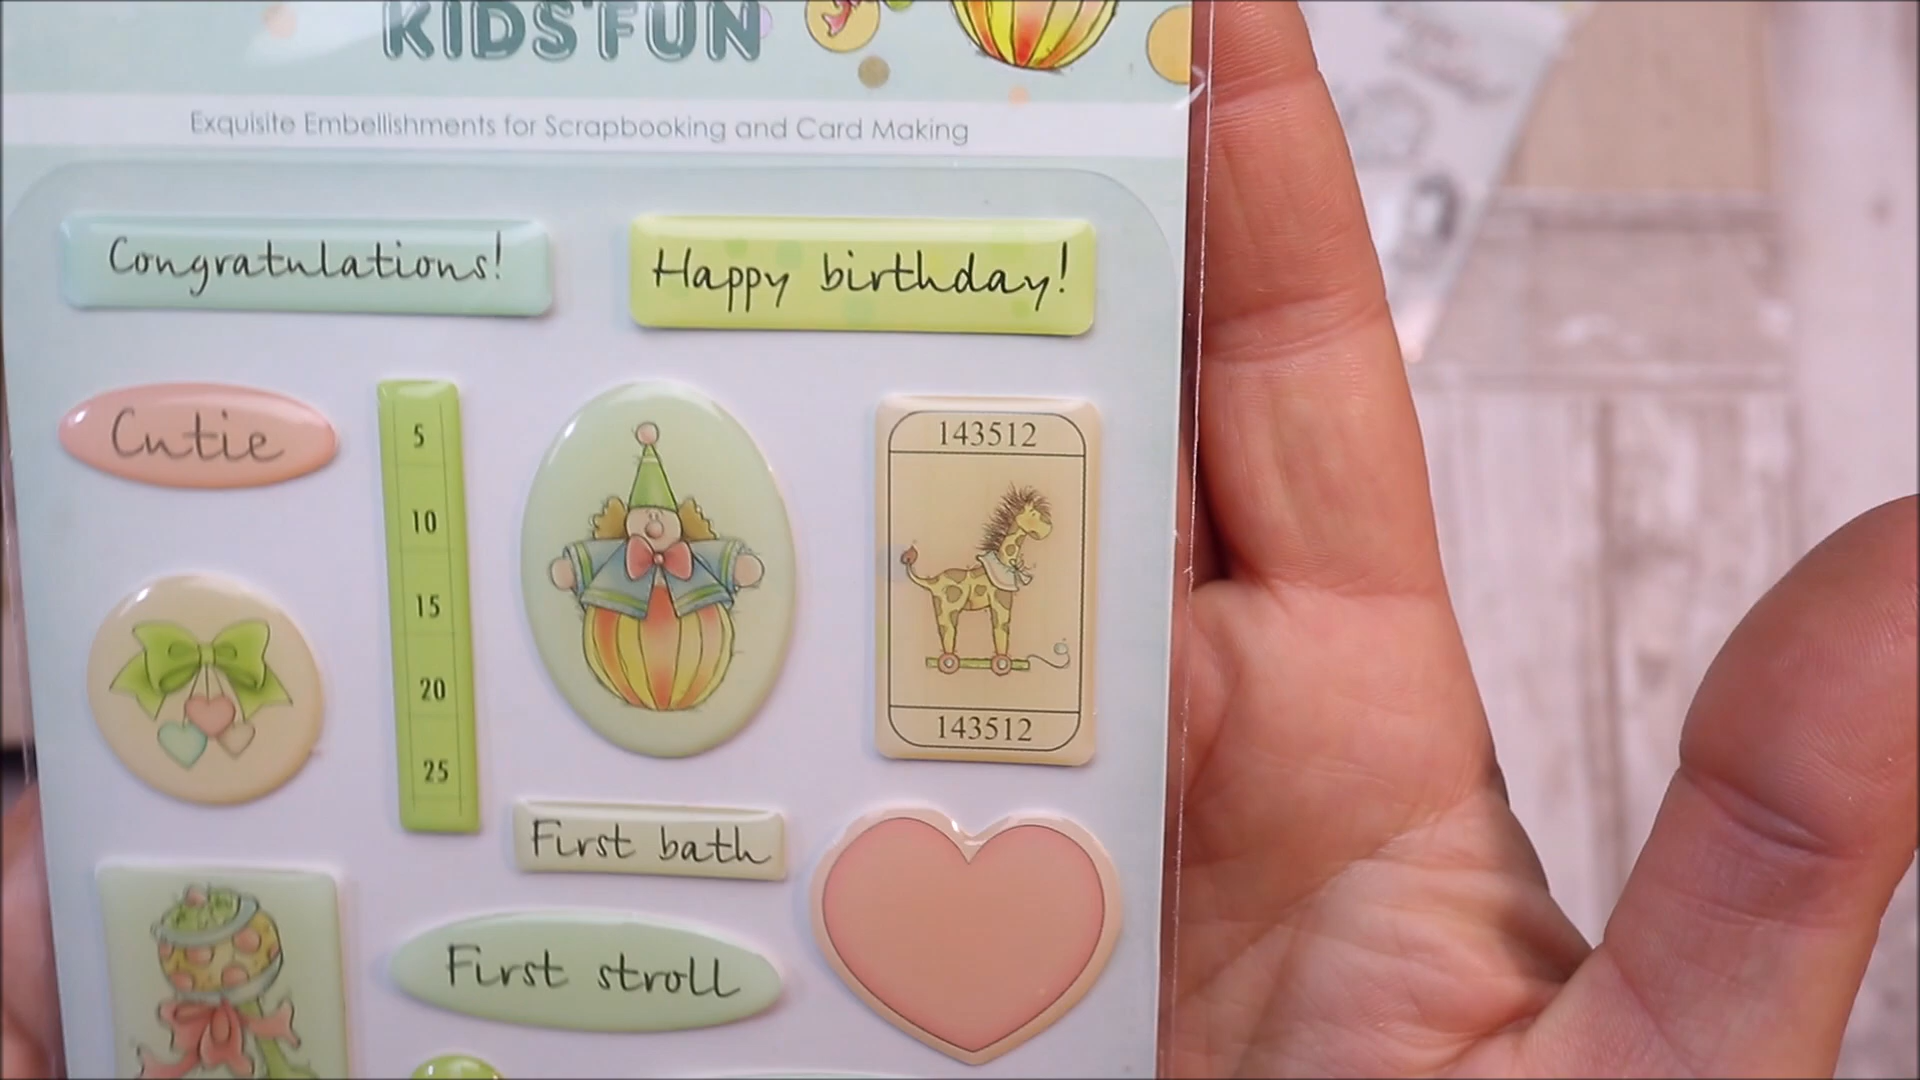 KIDS'FUN
Exquisite Embellishments for Scrapbooking and Card Making
Congratulations!
Happy birthday!
Cutie
5
10
15
20
25
143512
143512
First bath
First stroll